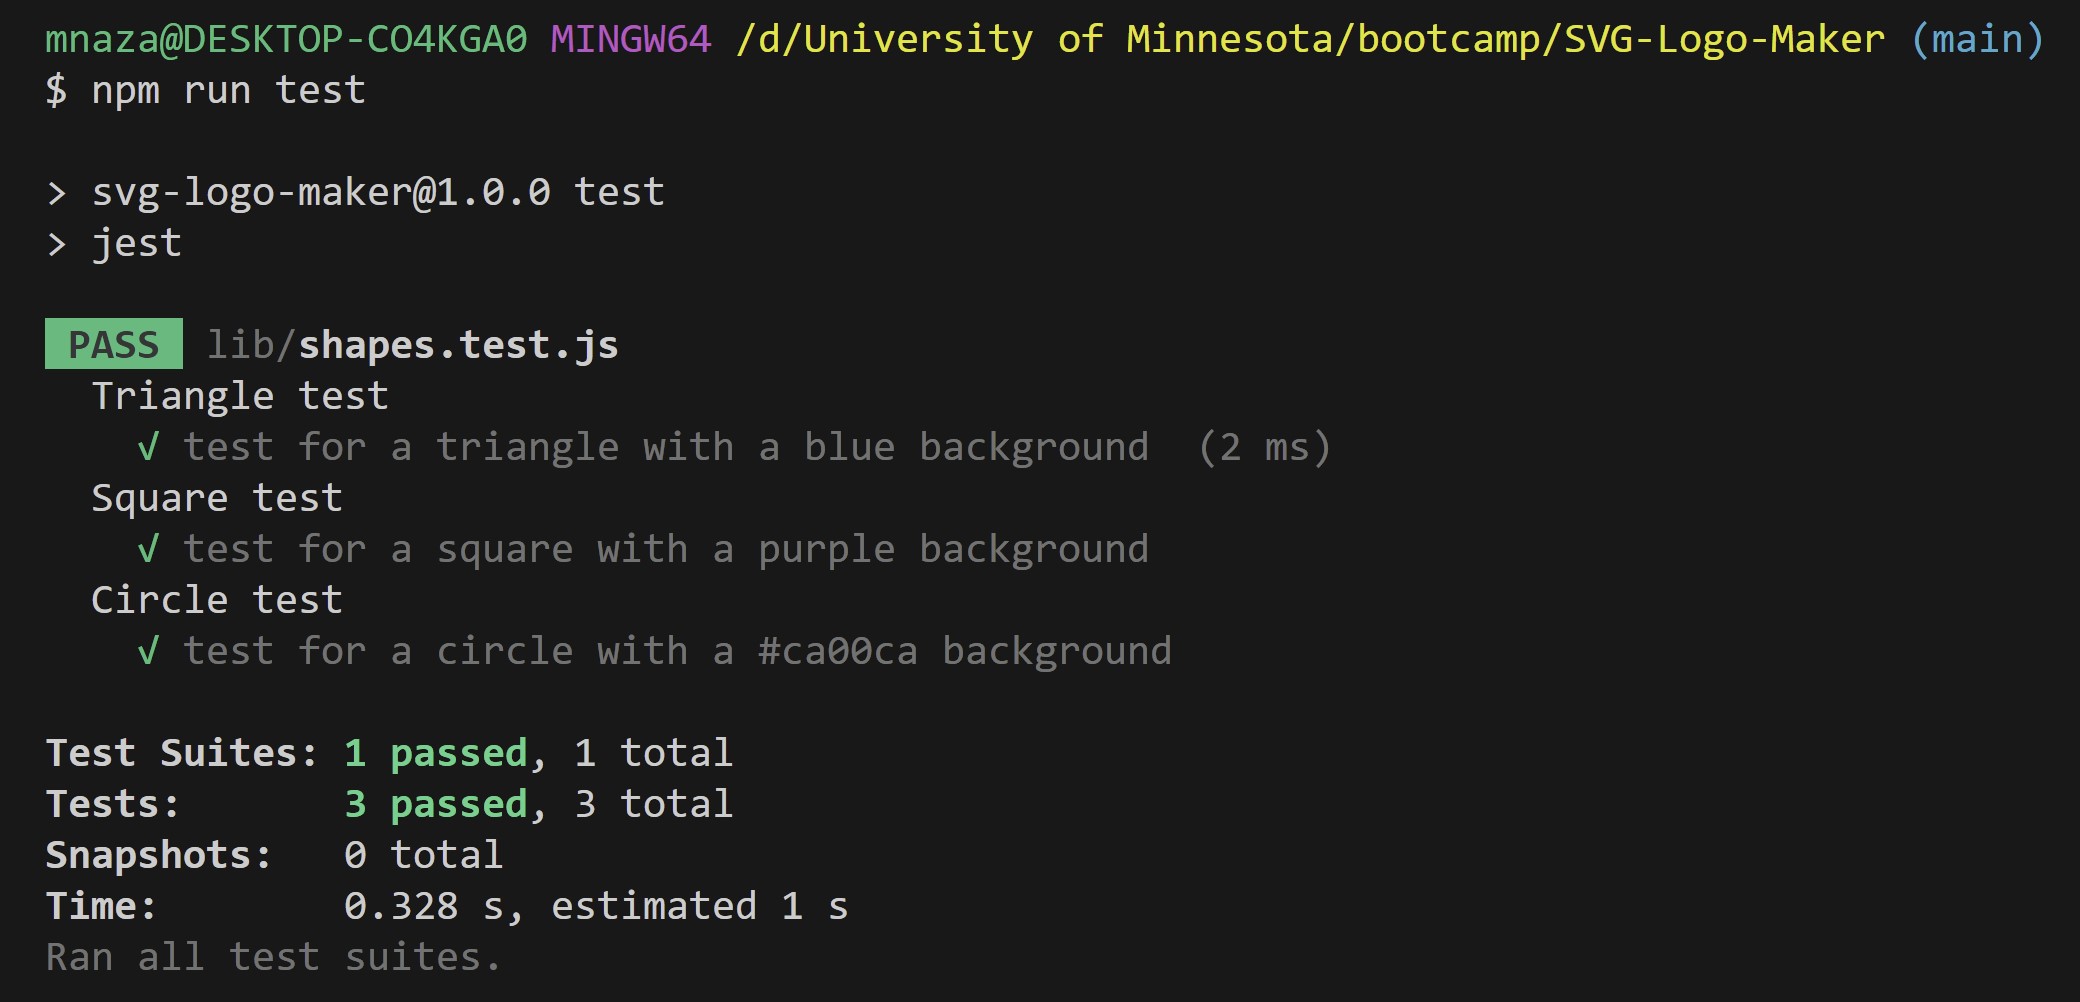 mnaza@DESKTOP-CO4KGA0 MINGW64 /d/University of Minnesota/bootcamp/SVG-Logo-Maker (main)
$ npm run test
> svg-logo-maker@1.0.0 test
> jest
PASS lib/shapes.test.js
Triangle test
√ test for a triangle with a blue background (2 ms)
Square test
√ test for a square with a purple background
Circle test
√ test for a circle with a #ca00ca background
Test Suites: 1 passed, 1 total
Tests: 3 passed, 3 total
Snapshots: 0 total
Time: 0.328 s, estimated 1 s
Ran all test suites.